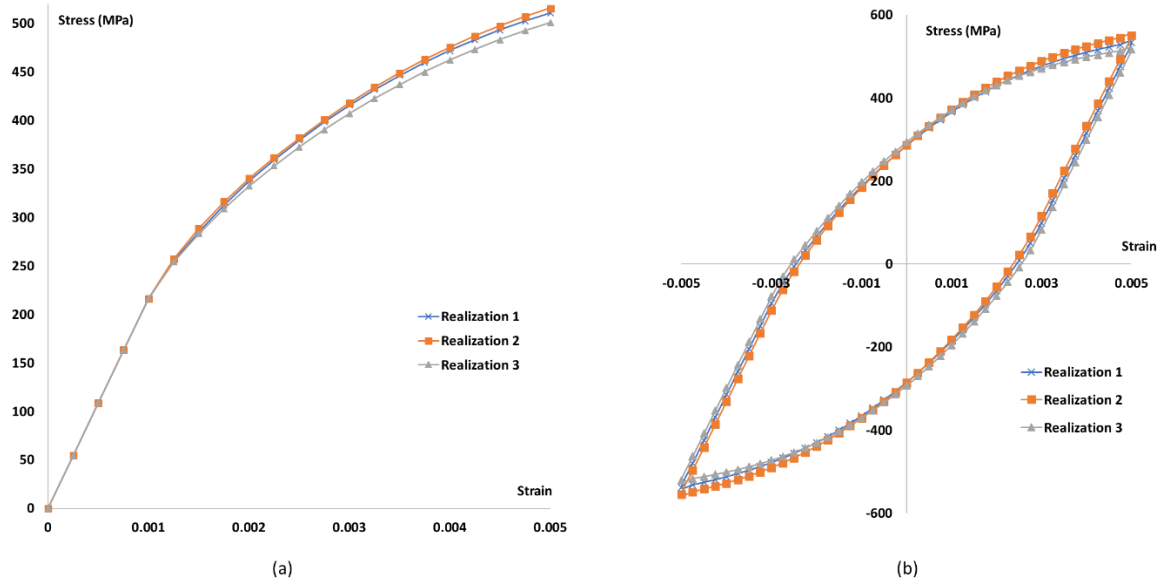 Stress (MPa)
500
450
400
350
300
250
200
150
100
50
0
Realization 1
Realization 2
Realization 3
Strain
0 0.001 0.002 0.003 0.004 0.005
(a)
600
Stress (MPa)
400
200
Strain
0
-0.005 -0.003 -0.001 0.001 0.003 0.005
-200
Realization 1
Realization 2
-400
Realization 3
-600
(b)